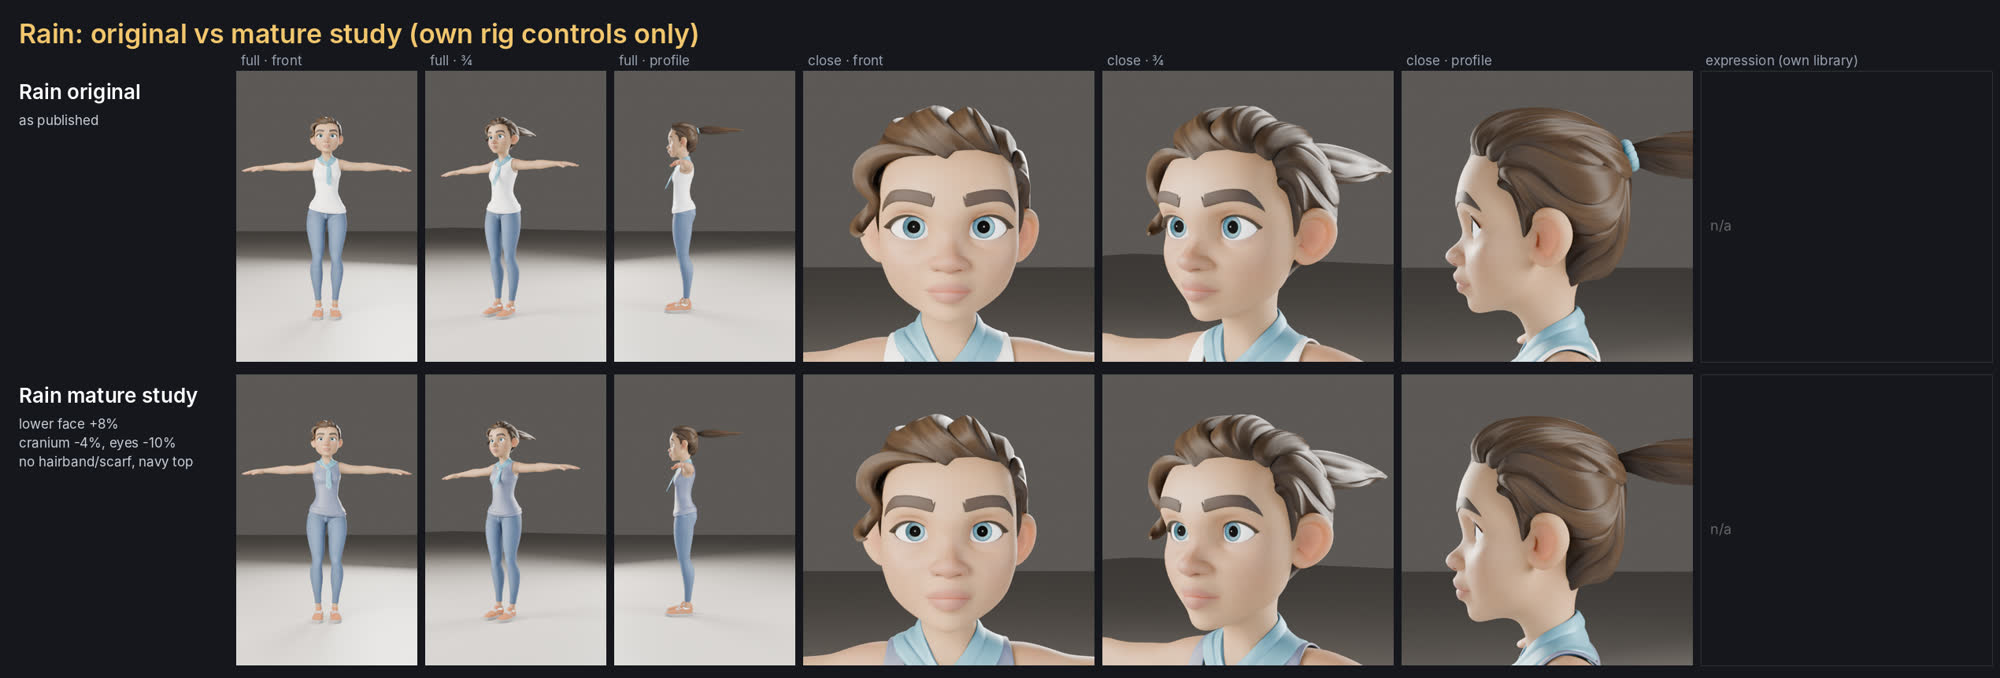 Rain: original vs mature study (own rig controls only)
full · front
full · ¾
full · profile
close · front
close · ¾
close · profile
expression (own library)
Rain original
as published
n/a
Rain mature study
lower face +8%
cranium -4%, eyes -10%
no hairband/scarf, navy top
n/a